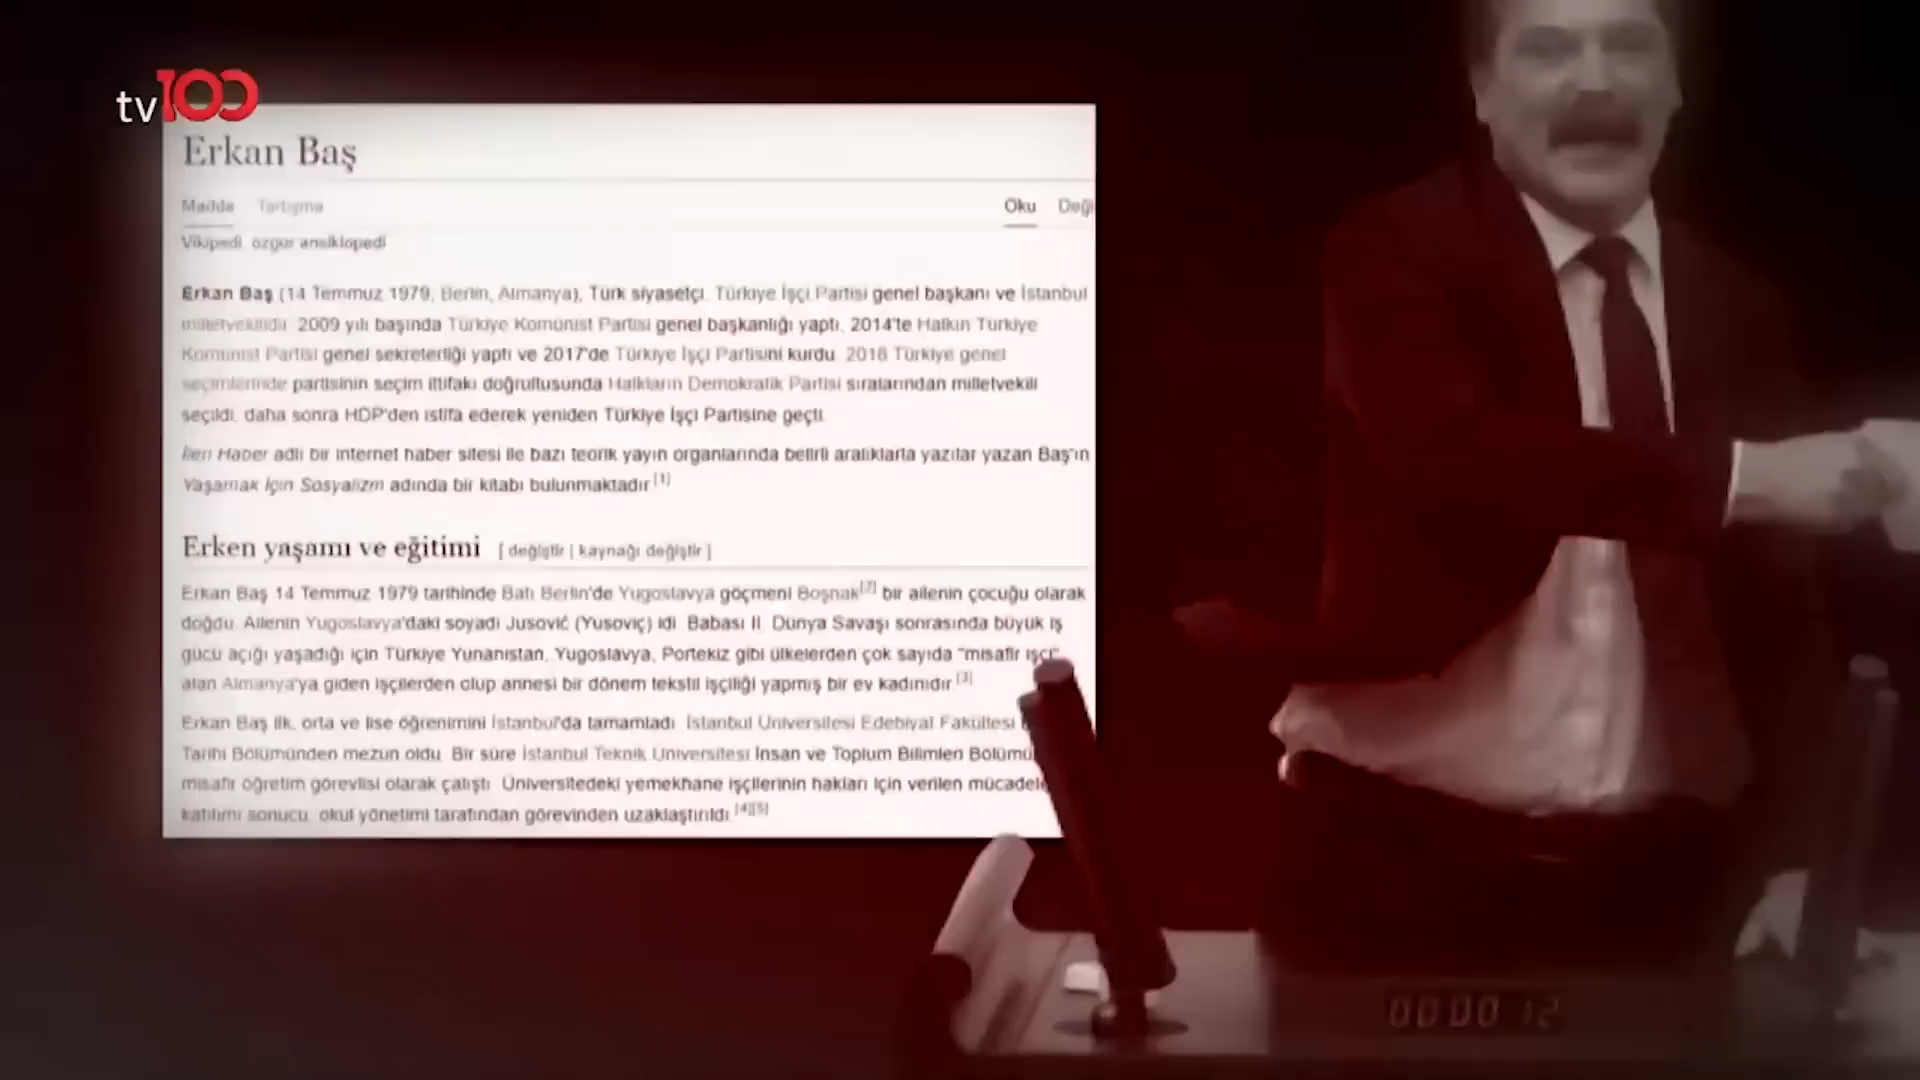 tv100
Erkan Baş
Madde Tartışma Oku Deği
Vikipedi, özgür ansiklopedi
Erkan Baş (14 Temmuz 1979, Berlin, Almanya), Türk siyasetçi, Türkiye İşçi Partisi genel başkanı ve İstanbul
milletvekilidir. 2009 yılı başında Türkiye Komünist Partisi genel başkanlığı yaptı, 2014'te Halkın Türkiye
Komünist Partisi genel sekreterliği yaptı ve 2017'de Türkiye İşçi Partisini kurdu. 2018 Türkiye genel
seçimlerinde partisinin seçim ittifakı doğrultusunda Halkların Demokratik Partisi sıralarından milletvekili
seçildi, daha sonra HDP'den istifa ederek yeniden Türkiye İşçi Partisine geçti.
İleri Haber adlı bir internet haber sitesi ile bazı teorik yayın organlarında belirli aralıklarla yazılar yazan Baş'ın
Yaşamak İçin Sosyalizm adında bir kitabı bulunmaktadır.[1]
Erken yaşamı ve eğitimi [ değiştir | kaynağı değiştir ]
Erkan Baş 14 Temmuz 1979 tarihinde Batı Berlin'de Yugoslavya göçmeni Boşnak[2] bir ailenin çocuğu olarak
doğdu. Ailenin Yugoslavya'daki soyadı Jusović (Yusoviç) idi. Babası II. Dünya Savaşı sonrasında büyük iş
gücü açığı yaşadığı için Türkiye Yunanistan, Yugoslavya, Portekiz gibi ülkelerden çok sayıda "misafir işçi"
alan Almanya'ya giden işçilerden olup annesi bir dönem tekstil işçiliği yapmış bir ev kadınıdır.[3]
Erkan Baş ilk, orta ve lise öğrenimini İstanbul'da tamamladı. İstanbul Üniversitesi Edebiyat Fakültesi
Tarihi Bölümünden mezun oldu. Bir süre İstanbul Teknik Üniversitesi İnsan ve Toplum Bilimleri Bölümü
misafir öğretim görevlisi olarak çalıştı. Üniversitedeki yemekhane işçilerinin hakları için verilen mücadele
katılımı sonucu, okul yönetimi tarafından görevinden uzaklaştırıldı.[4][5]
00 00 12